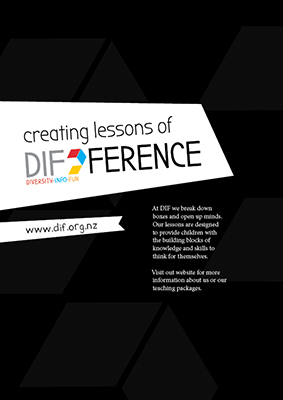 creating lessons of
DIFFERENCE
DIVERSITY·INFO·FUN
www.dif.org.nz
At DIF we break down
boxes and open up minds.
Our lessons are designed
to provide children with
the building blocks of
knowledge and skills to
think for themselves.
Visit out website for more
information about us or our
teaching packages.